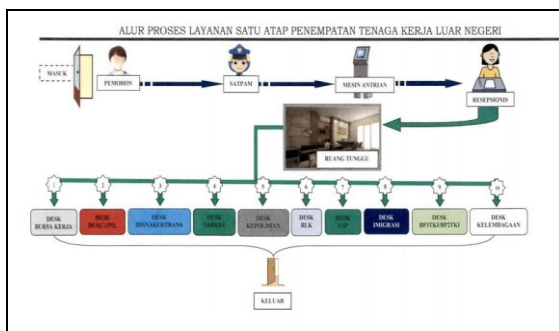 ALUR PROSES LAYANAN SATU ATAP PENEMPATAN TENAGA KERJA LUAR NEGERI
MASUK
PEMOHON
SATPAM
MESIN ANTRIAN
RESEPSIONIS
RUANG TUNGGU
1 2 3 4 5 6 7 8 9 10
DESK
BURSA KERJA
DESK
DUKCAPIL
DESK
DISNAKERTRANS
DESK
DESK
KEPOLISIAN
DESK
BLK
DESK
DESK
IMIGRASI
DESK
BP3TKI/BP2TKI
DESK
KELEMBAGAAN
KELUAR